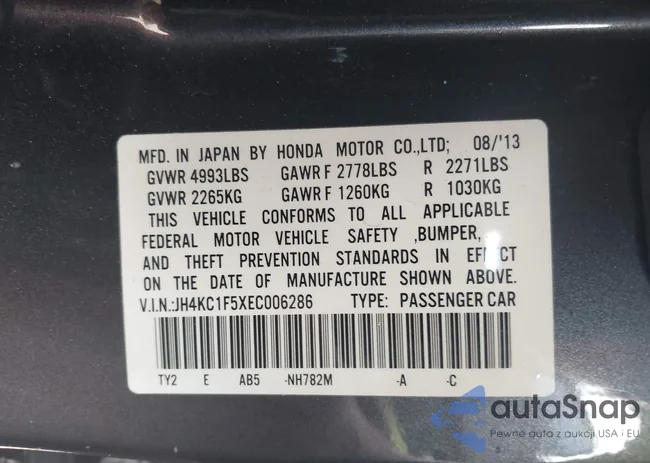 MFD. IN JAPAN BY HONDA MOTOR CO.,LTD; 08/'13
GVWR 4993LBS GAWR F 2778LBS R 2271LBS
GVWR 2265KG GAWR F 1260KG R 1030KG
THIS VEHICLE CONFORMS TO ALL APPLICABLE
FEDERAL MOTOR VEHICLE SAFETY ,BUMPER,
AND THEFT PREVENTION STANDARDS IN EFFECT
ON THE DATE OF MANUFACTURE SHOWN ABOVE.
V.I.N.:JH4KC1F5XEC006286 TYPE: PASSENGER CAR
TY2 E AB5 -NH782M -A -C
autaSnap
Pewne auta z aukcji USA i EU